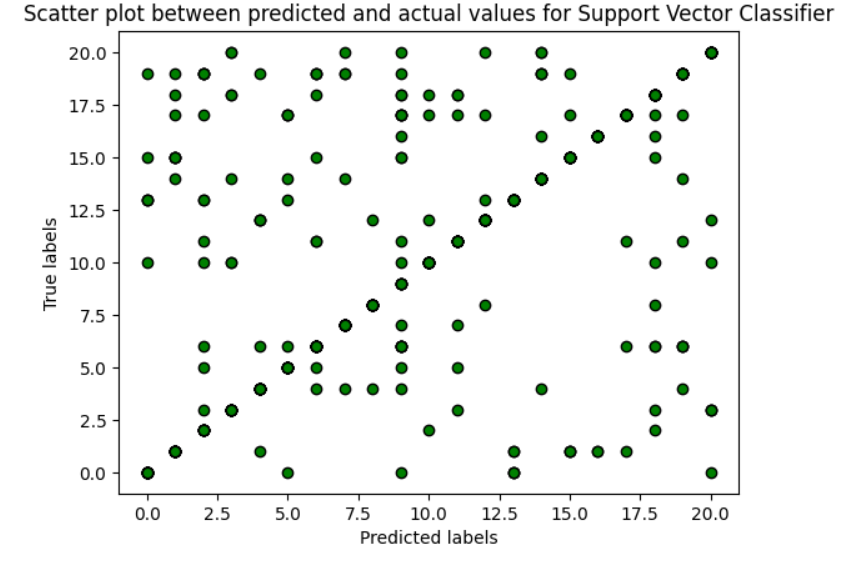 Scatter plot between predicted and actual values for Support Vector Classifier
20.0
17.5
15.0
12.5
10.0
7.5
5.0
2.5
0.0
True labels
0.0 2.5 5.0 7.5 10.0 12.5 15.0 17.5 20.0
Predicted labels